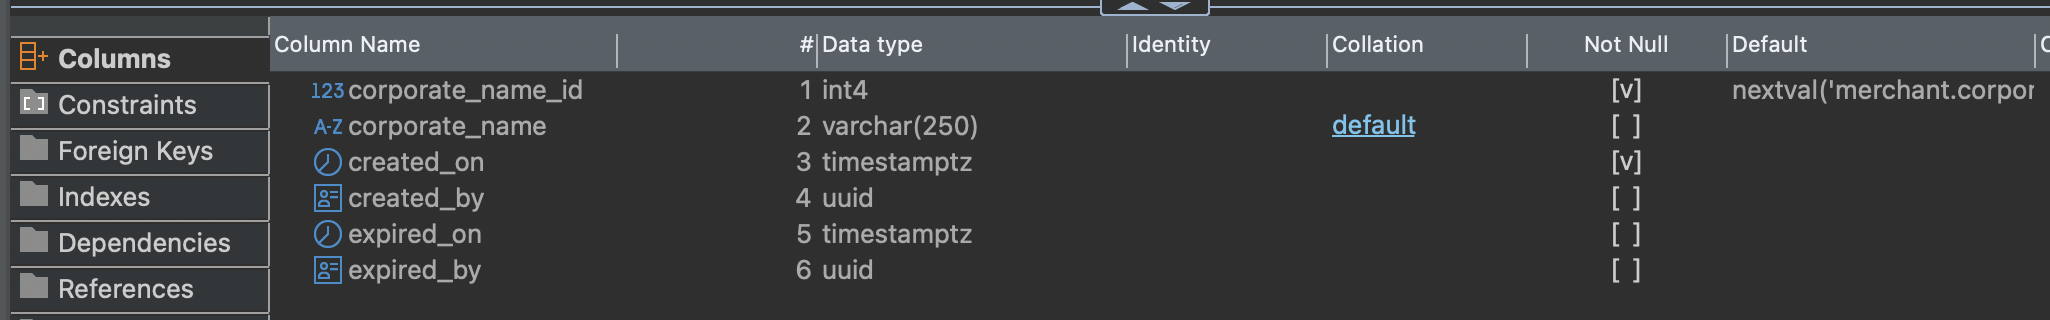 Columns
Constraints
Foreign Keys
Indexes
Dependencies
References
Column Name # Data type Identity Collation Not Null Default
123 corporate_name_id 1 int4 [v] nextval('merchant.corpor
A-Z corporate_name 2 varchar(250) default [ ]
created_on 3 timestamptz [v]
created_by 4 uuid [ ]
expired_on 5 timestamptz [ ]
expired_by 6 uuid [ ]